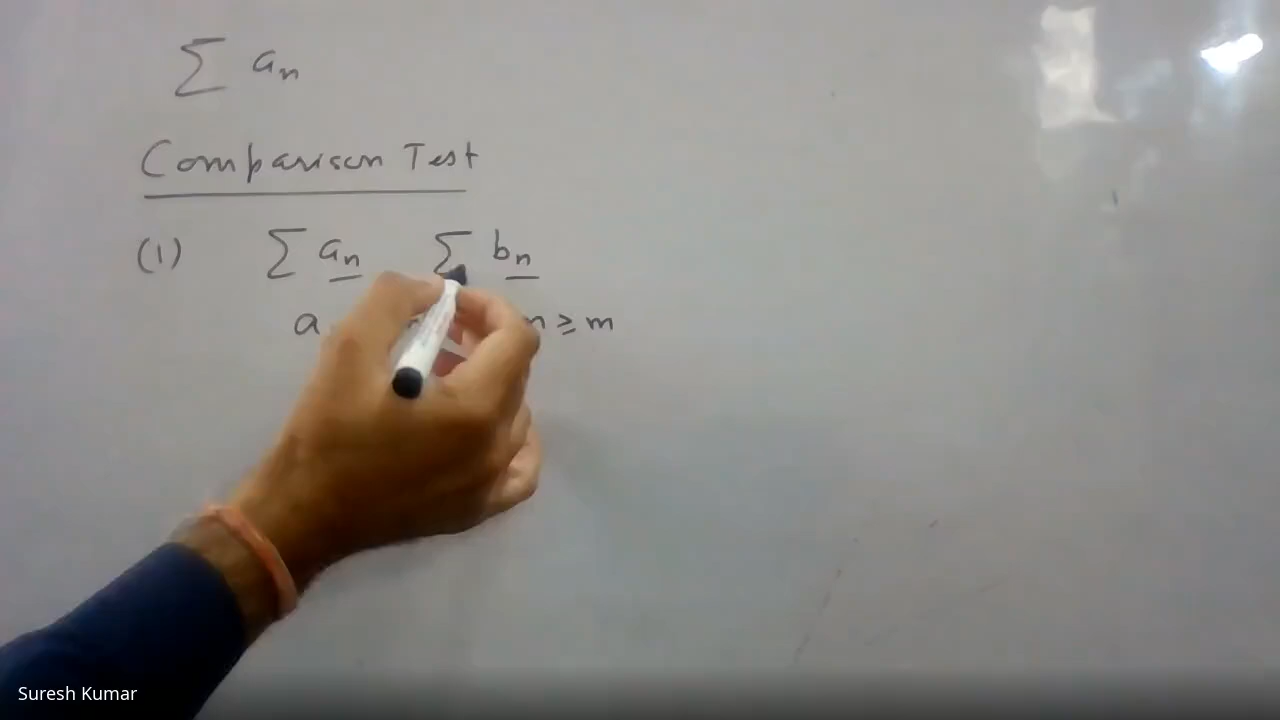 ∑ aₙ
Comparison Test
(1) ∑ aₙ ∑ bₙ
a n ≥ m
Suresh Kumar